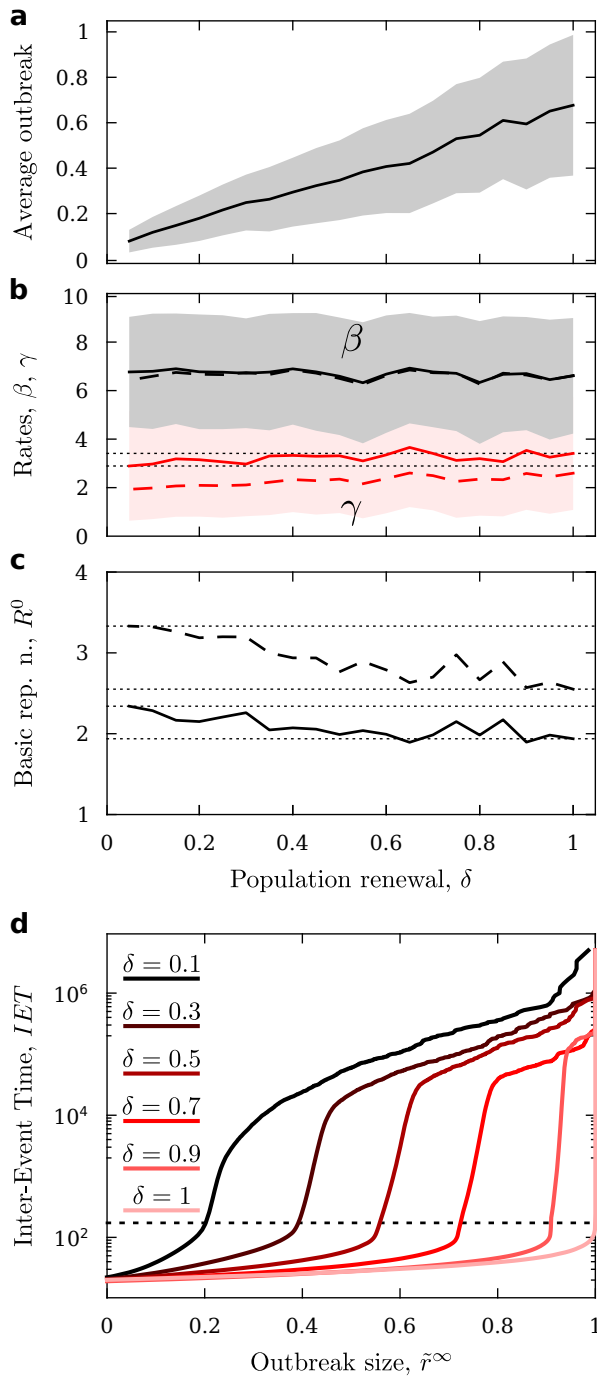 a
Average outbreak
1
0.8
0.6
0.4
0.2
0
b
Rates, β, γ
10
8
6
4
2
0
β
γ
c
Basic rep. n., R⁰
4
3
2
1
0 0.2 0.4 0.6 0.8 1
Population renewal, δ
d
Inter-Event Time, IET
10⁶
10⁴
10²
δ = 0.1
δ = 0.3
δ = 0.5
δ = 0.7
δ = 0.9
δ = 1
0 0.2 0.4 0.6 0.8 1
Outbreak size, r̃^∞